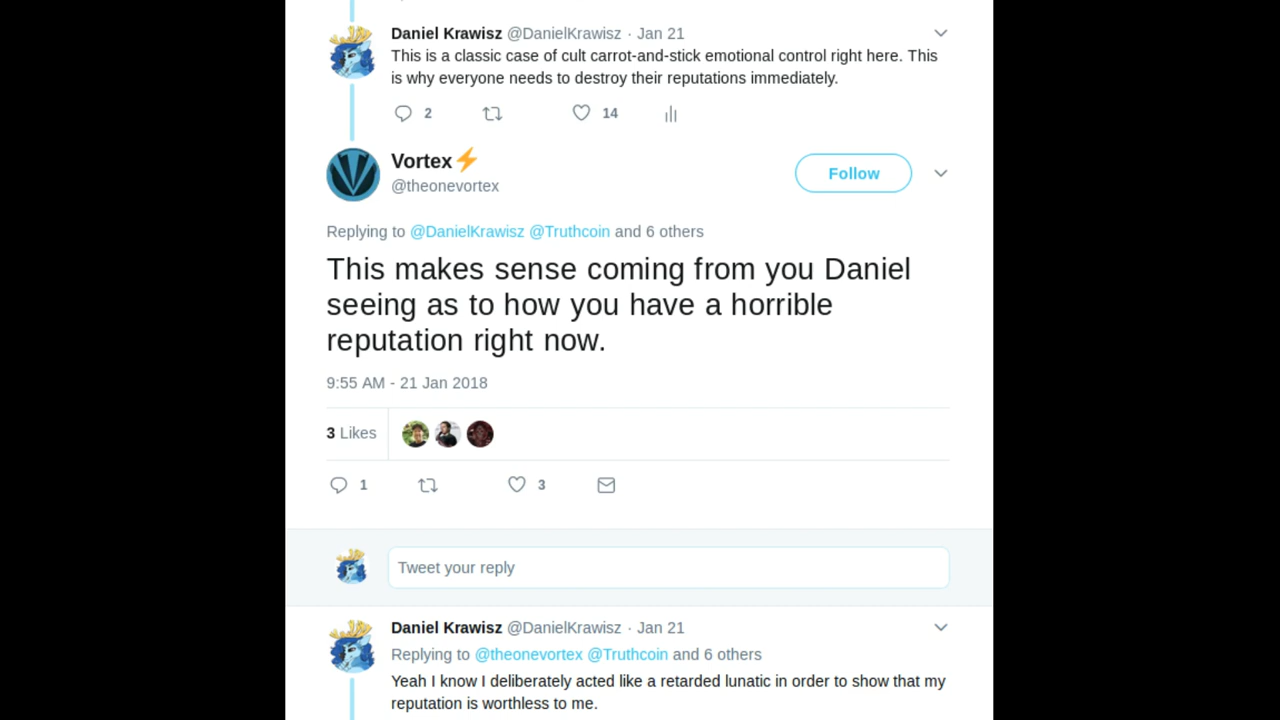 Daniel Krawisz @DanielKrawisz · Jan 21
This is a classic case of cult carrot-and-stick emotional control right here. This
is why everyone needs to destroy their reputations immediately.
2 14
Vortex⚡
@theonevortex
Follow
Replying to @DanielKrawisz @Truthcoin and 6 others
This makes sense coming from you Daniel
seeing as to how you have a horrible
reputation right now.
9:55 AM - 21 Jan 2018
3 Likes
1 3
Tweet your reply
Daniel Krawisz @DanielKrawisz · Jan 21
Replying to @theonevortex @Truthcoin and 6 others
Yeah I know I deliberately acted like a retarded lunatic in order to show that my
reputation is worthless to me.